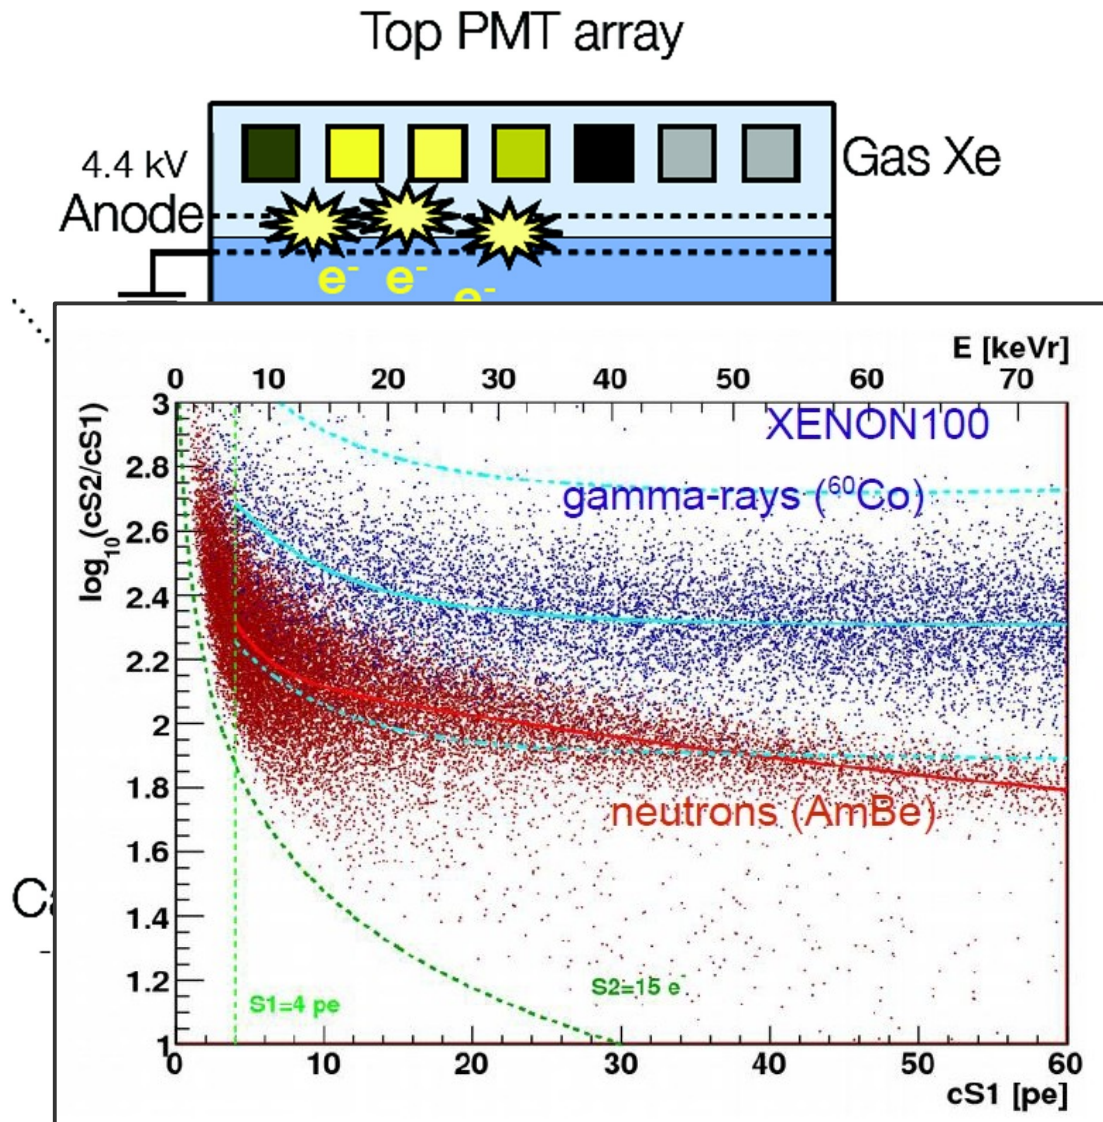 Top PMT array
4.4 kV
Anode
Gas Xe
e⁻ e⁻ e⁻
E [keVr]
0 10 20 30 40 50 60 70
XENON100
gamma-rays (⁶⁰Co)
neutrons (AmBe)
log₁₀(cS2/cS1)
3
2.8
2.6
2.4
2.2
2
1.8
1.6
1.4
1.2
1
S1=4 pe
S2=15 e⁻
0 10 20 30 40 50 60
cS1 [pe]